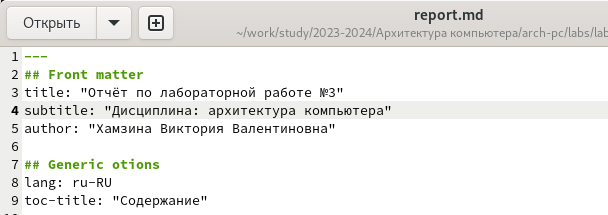 Открыть
report.md
~/work/study/2023-2024/Архитектура компьютера/arch-pc/labs/lab
1 ---
2 ## Front matter
3 title: "Отчёт по лабораторной работе №3"
4 subtitle: "Дисциплина: архитектура компьютера"
5 author: "Хамзина Виктория Валентиновна"
6
7 ## Generic otions
8 lang: ru-RU
9 toc-title: "Содержание"